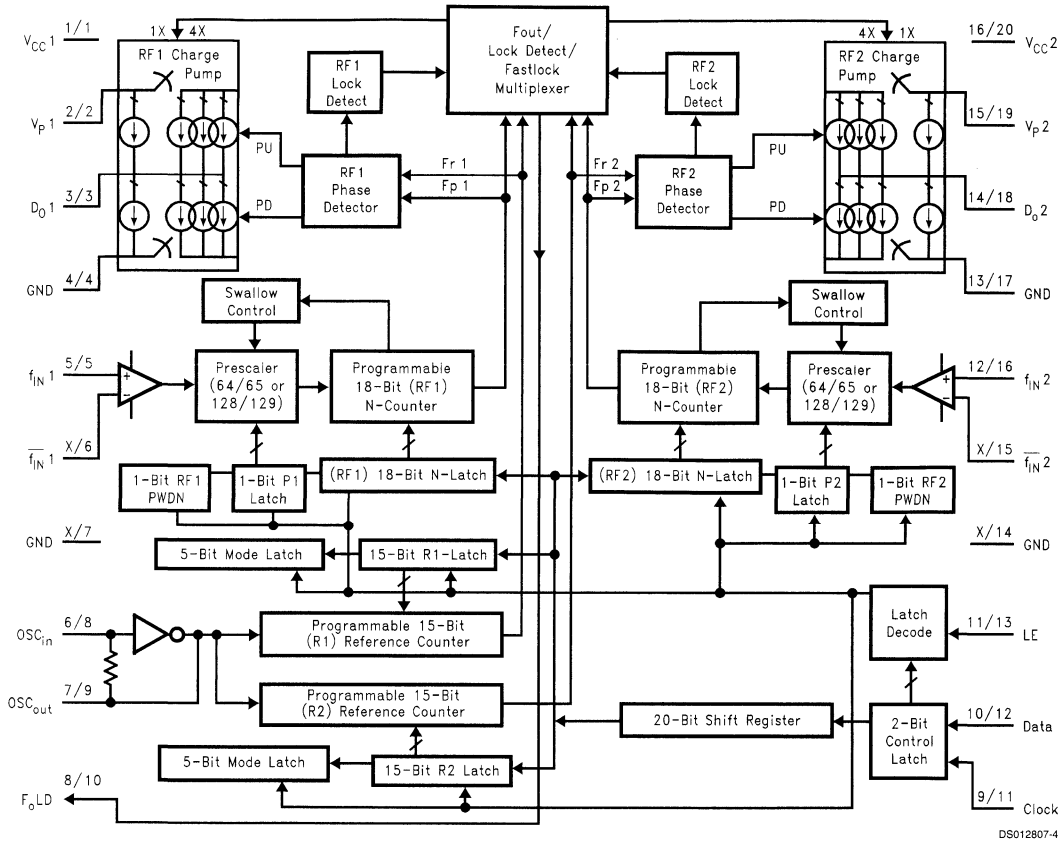 1X 4X
Fout/
Lock Detect/
Fastlock
Multiplexer
4X 1X
V_CC 1
1/1
16/20
V_CC 2
RF1 Charge
Pump
RF1
Lock
Detect
RF2
Lock
Detect
RF2 Charge
Pump
V_P 1
2/2
15/19
V_P 2
PU
PD
RF1
Phase
Detector
Fr 1
Fp 1
Fr 2
Fp 2
RF2
Phase
Detector
PU
PD
D_O 1
3/3
14/18
D_o 2
GND
4/4
13/17
GND
Swallow
Control
Swallow
Control
f_IN 1
5/5
+
−
Prescaler
(64/65 or
128/129)
Programmable
18-Bit (RF1)
N-Counter
Programmable
18-Bit (RF2)
N-Counter
Prescaler
(64/65 or
128/129)
+
−
12/16
f_IN 2
f̅_IN 1
X/6
X/15
f̅_IN 2
1-Bit RF1
PWDN
1-Bit P1
Latch
(RF1) 18-Bit N-Latch
(RF2) 18-Bit N-Latch
1-Bit P2
Latch
1-Bit RF2
PWDN
GND
X/7
X/14
GND
5-Bit Mode Latch
15-Bit R1-Latch
OSC_in
6/8
Programmable 15-Bit
(R1) Reference Counter
Latch
Decode
11/13
LE
OSC_out
7/9
Programmable 15-Bit
(R2) Reference Counter
20-Bit Shift Register
2-Bit
Control
Latch
10/12
Data
5-Bit Mode Latch
15-Bit R2 Latch
F_oLD
8/10
9/11
Clock
DS012807-4